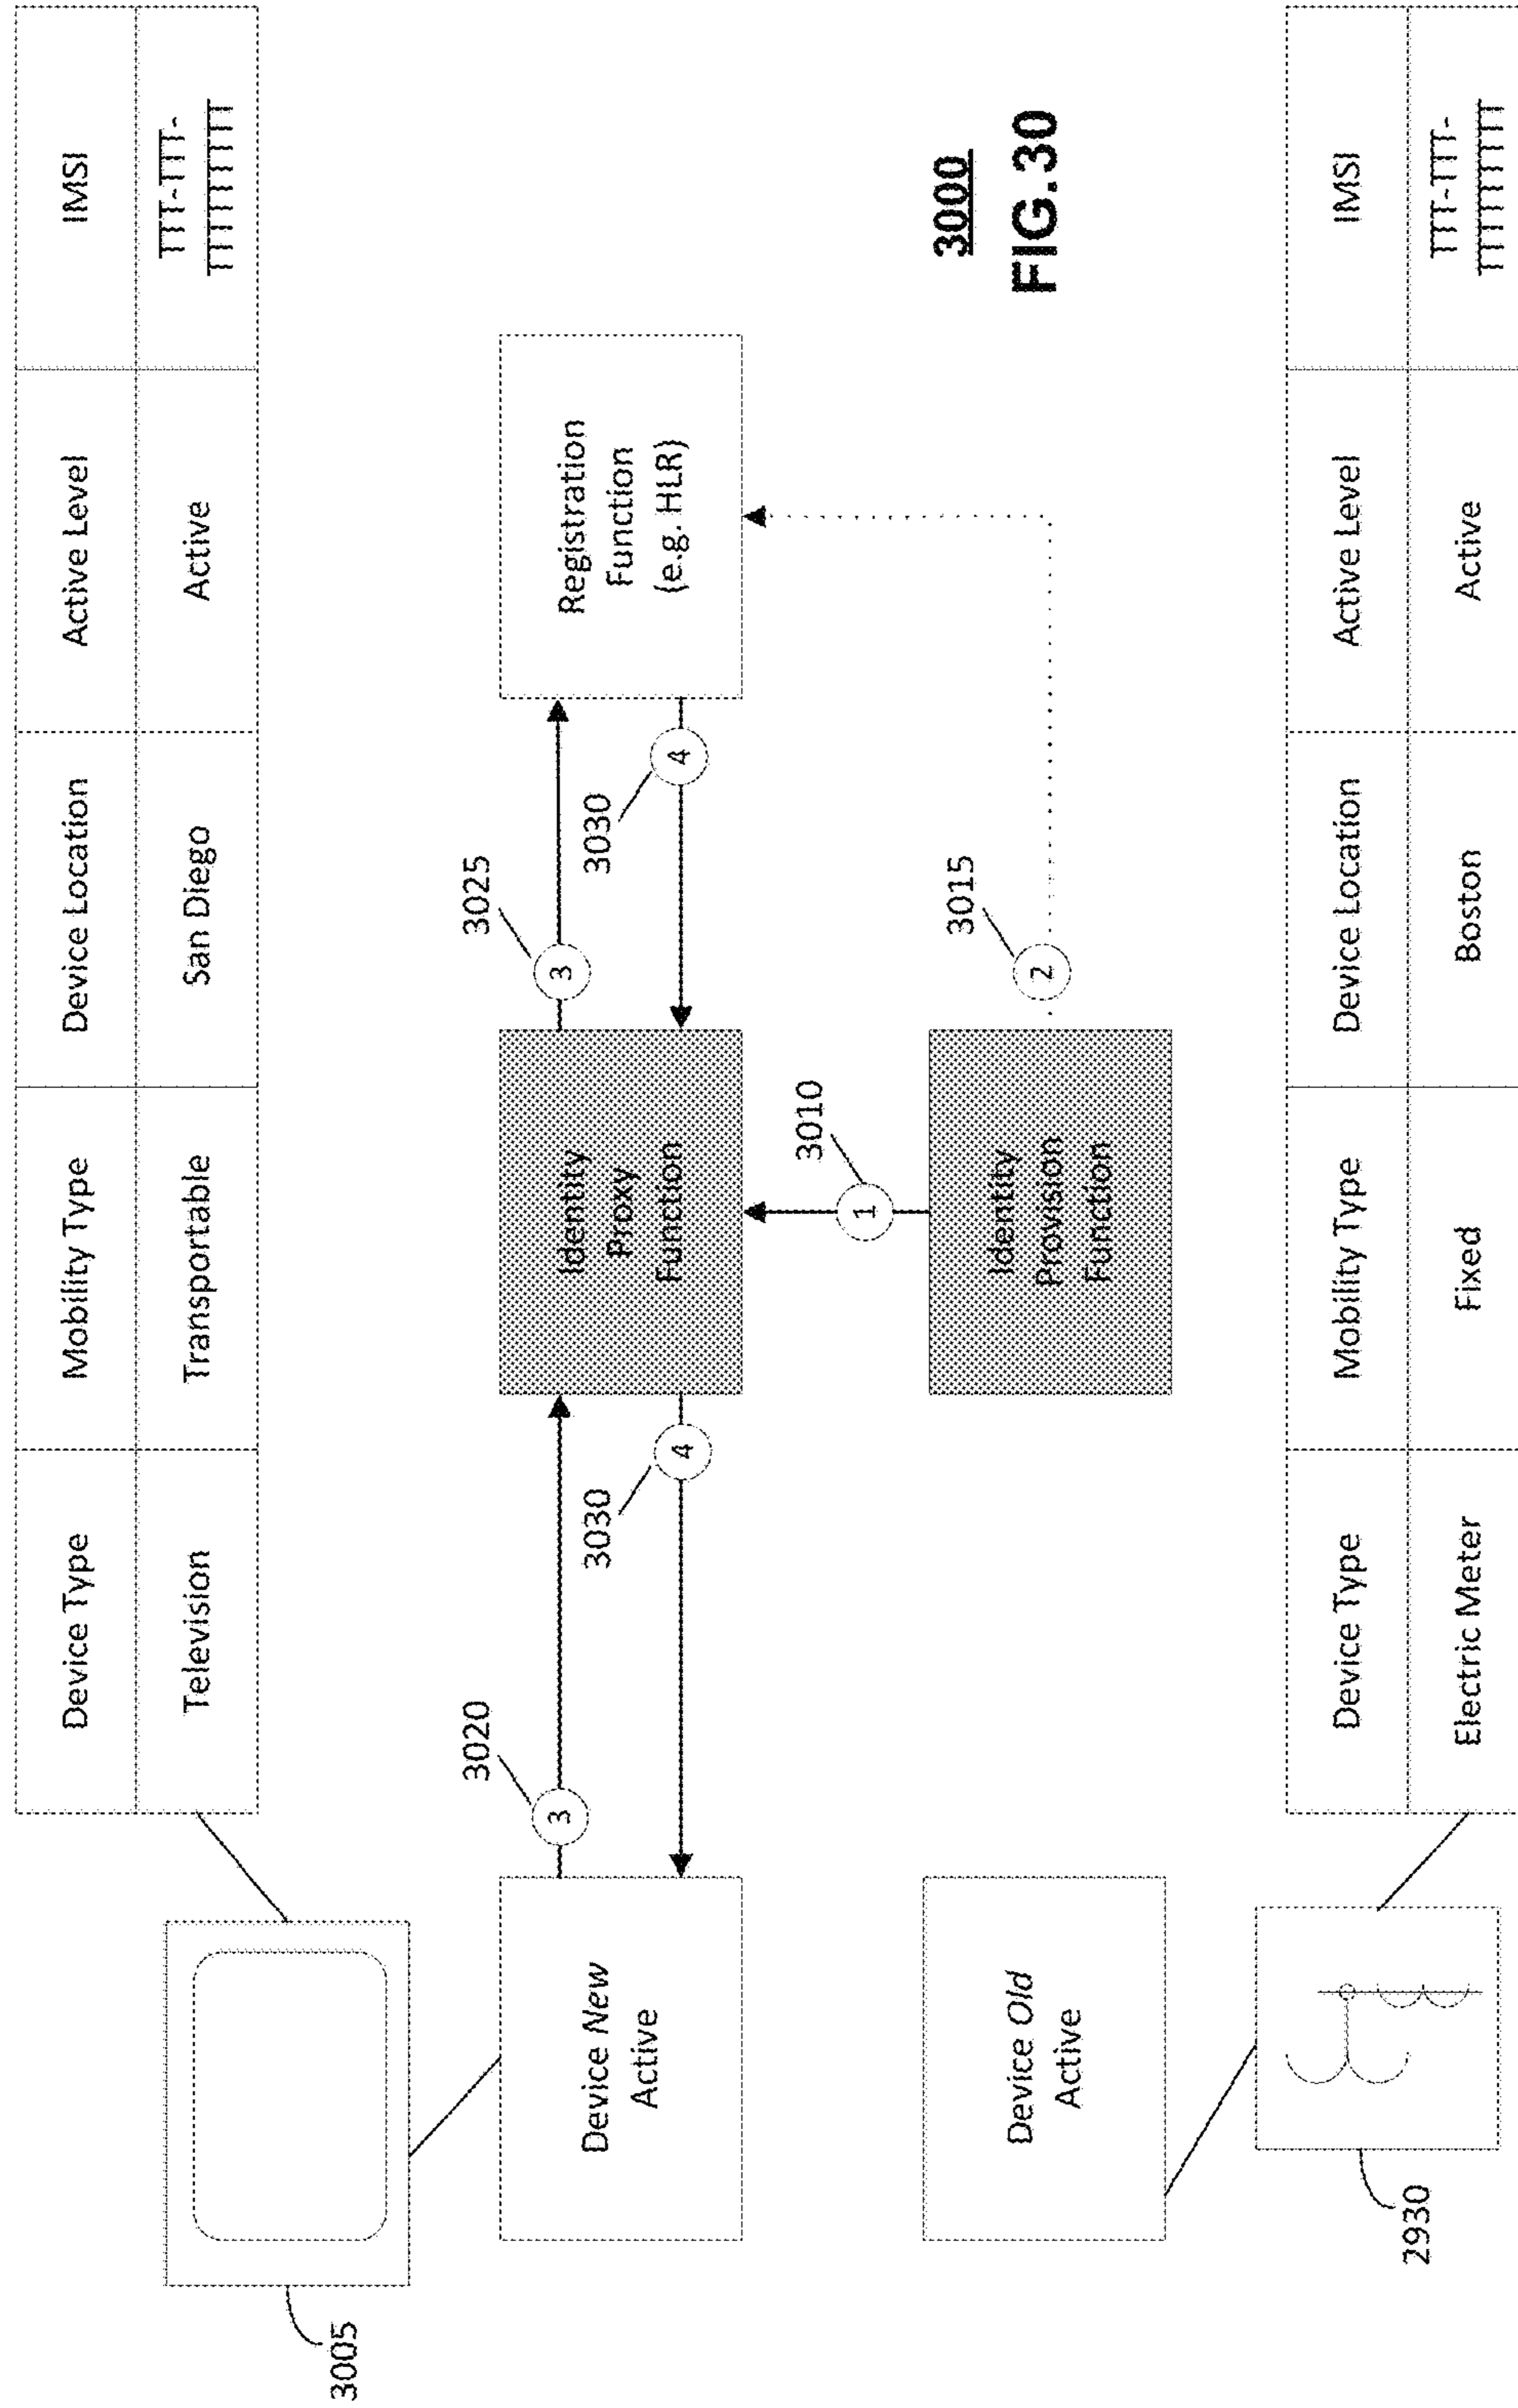 Device Type
Mobility Type
Device Location
Active Level
IMSI
Television
Transportable
San Diego
Active
TTT-TTT-
TTTTTTTTT
3005
3020
3
3025
3
Device New
Active
Identity
Proxy
Function
Registration
Function
(e.g. HLR)
3030
4
3030
4
3010
1
3015
2
Device Old
Active
Identity
Provision
Function
3000
FIG.30
2930
Device Type
Mobility Type
Device Location
Active Level
IMSI
Electric Meter
Fixed
Boston
Active
TTT-TTT-
TTTTTTTTT